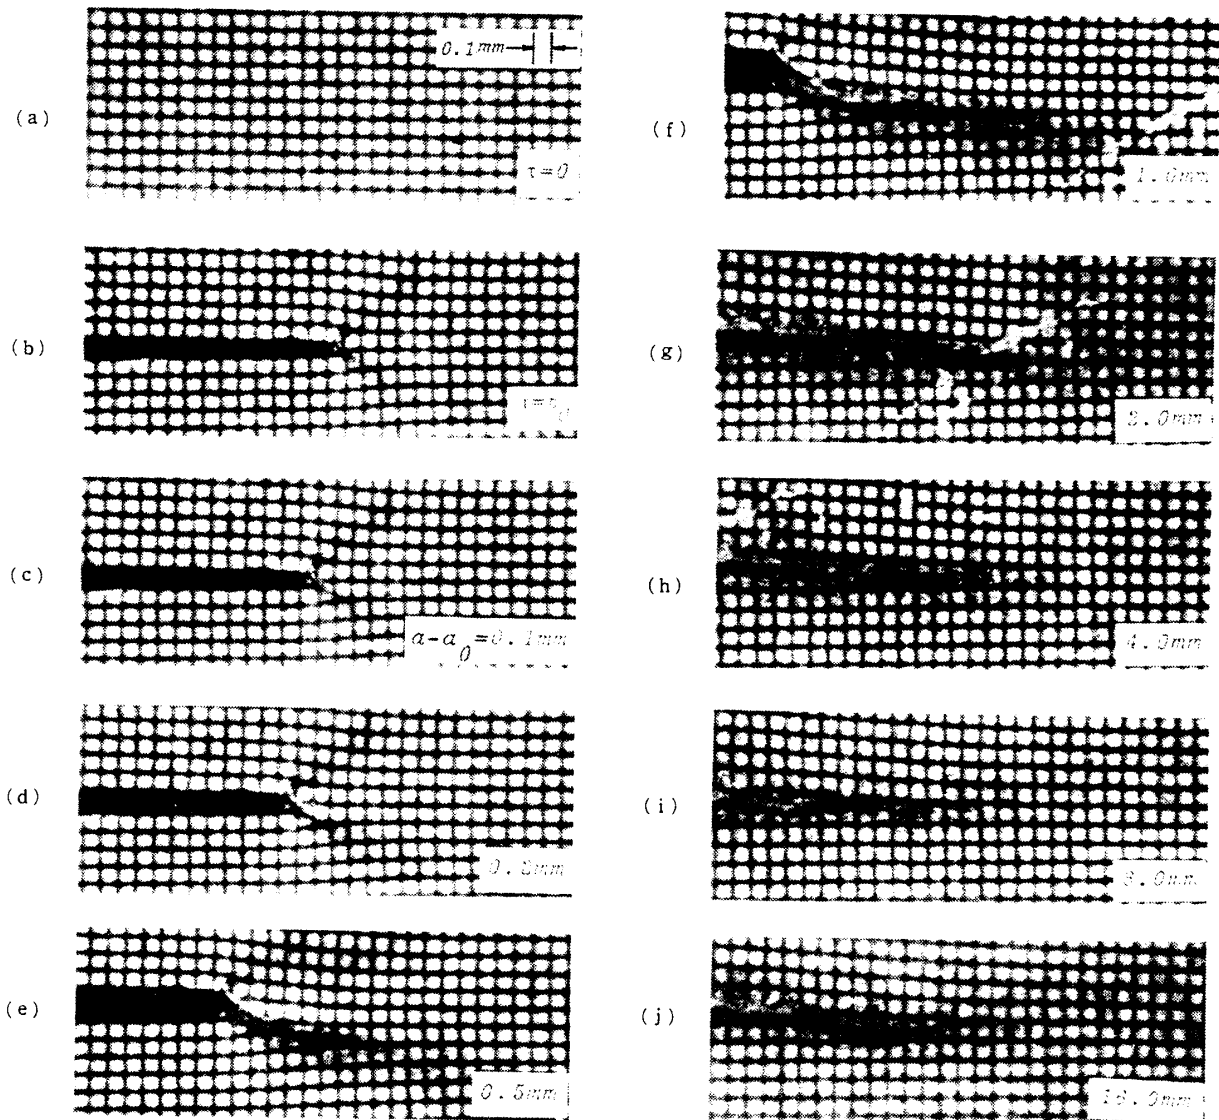 (a)
0.1mm
τ=0
(b)
(c)
a-a0=0.1mm
(d)
0.2mm
(e)
0.5mm
(f)
1.0mm
(g)
2.0mm
(h)
4.0mm
(i)
8.0mm
(j)
16.0mm